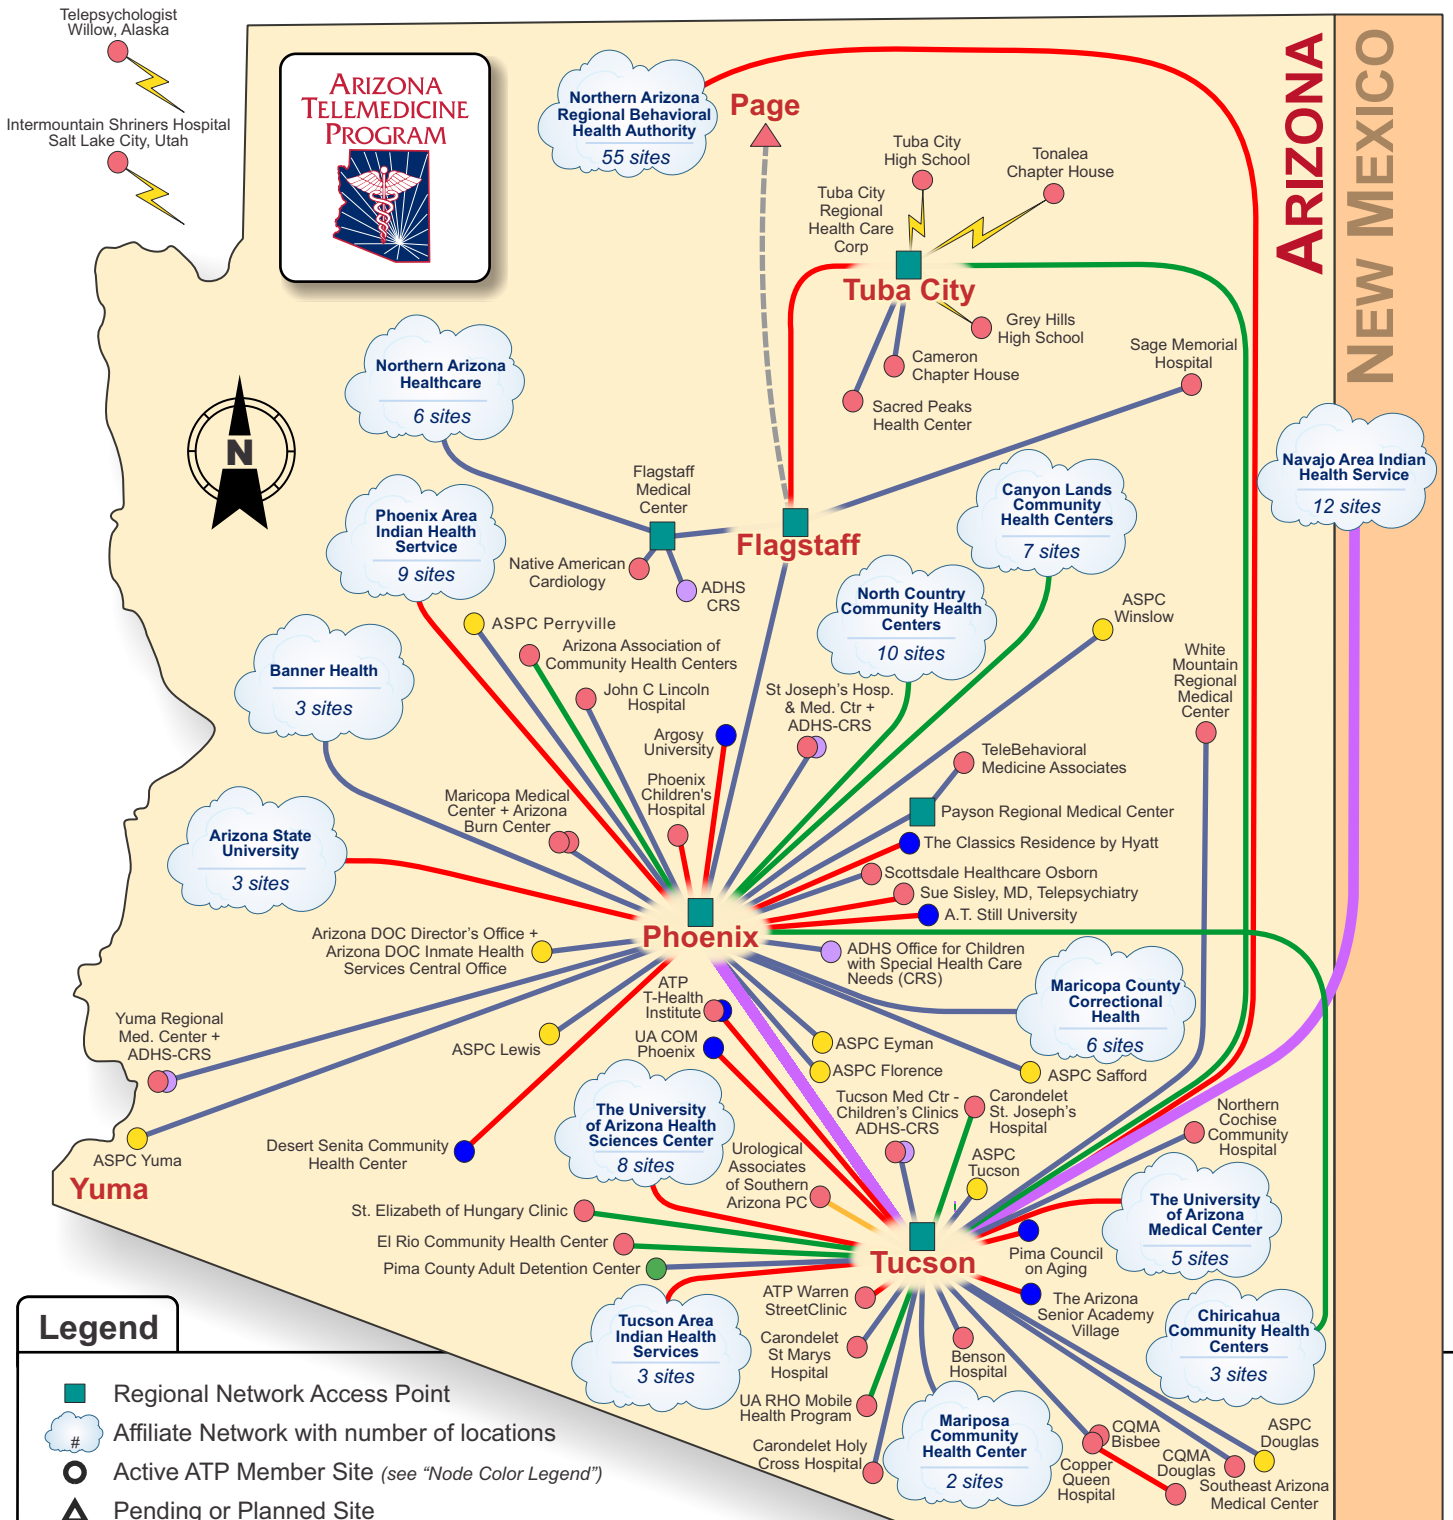 Telepsychologist
Willow, Alaska
Intermountain Shriners Hospital
Salt Lake City, Utah
ARIZONA
TELEMEDICINE
PROGRAM
Northern Arizona
Regional Behavioral
Health Authority
55 sites
Page
Tuba City
High School
Tonalea
Chapter House
Tuba City
Regional
Health Care
Corp
Tuba City
ARIZONA
NEW MEXICO
Grey Hills
High School
Cameron
Chapter House
Sacred Peaks
Health Center
Sage Memorial
Hospital
Northern Arizona
Healthcare
6 sites
N
Navajo Area Indian
Health Service
12 sites
Flagstaff
Medical
Center
Flagstaff
Native American
Cardiology
ADHS
CRS
Canyon Lands
Community
Health Centers
7 sites
Phoenix Area
Indian Health
Sertvice
9 sites
North Country
Community Health
Centers
10 sites
ASPC
Winslow
ASPC Perryville
Arizona Association of
Community Health Centers
John C Lincoln
Hospital
Banner Health
3 sites
White
Mountain
Regional
Medical
Center
St Joseph's Hosp.
& Med. Ctr +
ADHS-CRS
Argosy
University
TeleBehavioral
Medicine Associates
Phoenix
Children's
Hospital
Maricopa Medical
Center + Arizona
Burn Center
Payson Regional Medical Center
The Classics Residence by Hyatt
Arizona State
University
3 sites
Scottsdale Healthcare Osborn
Sue Sisley, MD, Telepsychiatry
A.T. Still University
Phoenix
Arizona DOC Director's Office +
Arizona DOC Inmate Health
Services Central Office
ADHS Office for Children
with Special Health Care
Needs (CRS)
Maricopa County
Correctional
Health
6 sites
ATP
T-Health
Institute
UA COM
Phoenix
Yuma Regional
Med. Center +
ADHS-CRS
ASPC Lewis
ASPC Eyman
ASPC Florence
ASPC Safford
ASPC Yuma
Yuma
Desert Senita Community
Health Center
The University
of Arizona Health
Sciences Center
8 sites
Tucson Med Ctr -
Children's Clinics
ADHS-CRS
Carondelet
St. Joseph's
Hospital
Northern
Cochise
Community
Hospital
Urological
Associates
of Southern
Arizona PC
ASPC
Tucson
St. Elizabeth of Hungary Clinic
El Rio Community Health Center
Pima County Adult Detention Center
Tucson
The University
of Arizona
Medical Center
5 sites
Pima Council
on Aging
The Arizona
Senior Academy
Village
ATP Warren
StreetClinic
Tucson Area
Indian Health
Services
3 sites
Carondelet
St Marys
Hospital
Benson
Hospital
Chiricahua
Community Health
Centers
3 sites
UA RHO Mobile
Health Program
Carondelet Holy
Cross Hospital
Mariposa
Community
Health Center
2 sites
CQMA
Bisbee
Copper
Queen
Hospital
CQMA
Douglas
ASPC
Douglas
Southeast Arizona
Medical Center
Legend
Regional Network Access Point
# Affiliate Network with number of locations
Active ATP Member Site (see "Node Color Legend")
Pending or Planned Site